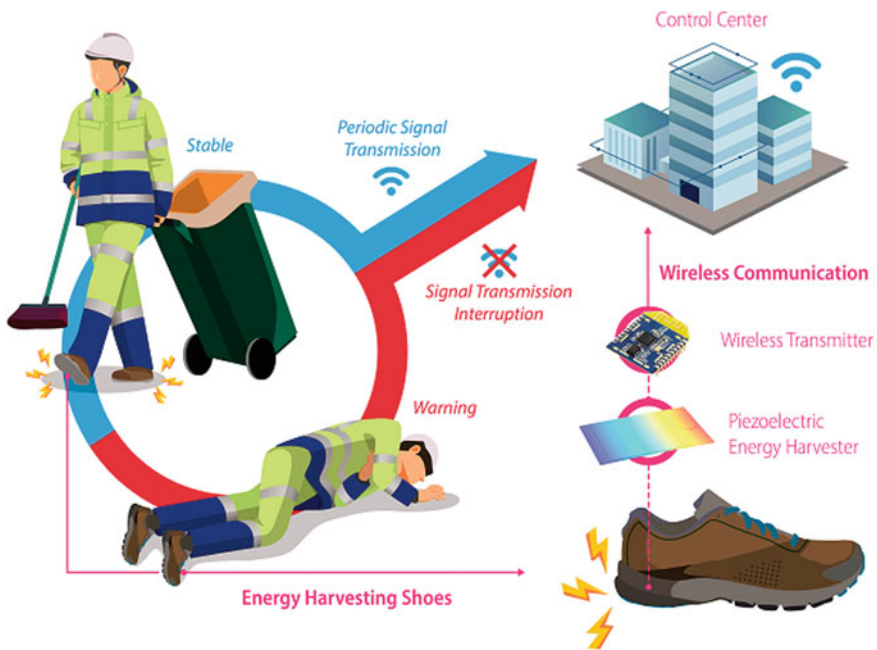 Control Center
Stable
Periodic Signal
Transmission
Signal Transmission
Interruption
Wireless Communication
Wireless Transmitter
Warning
Piezoelectric
Energy Harvester
Energy Harvesting Shoes